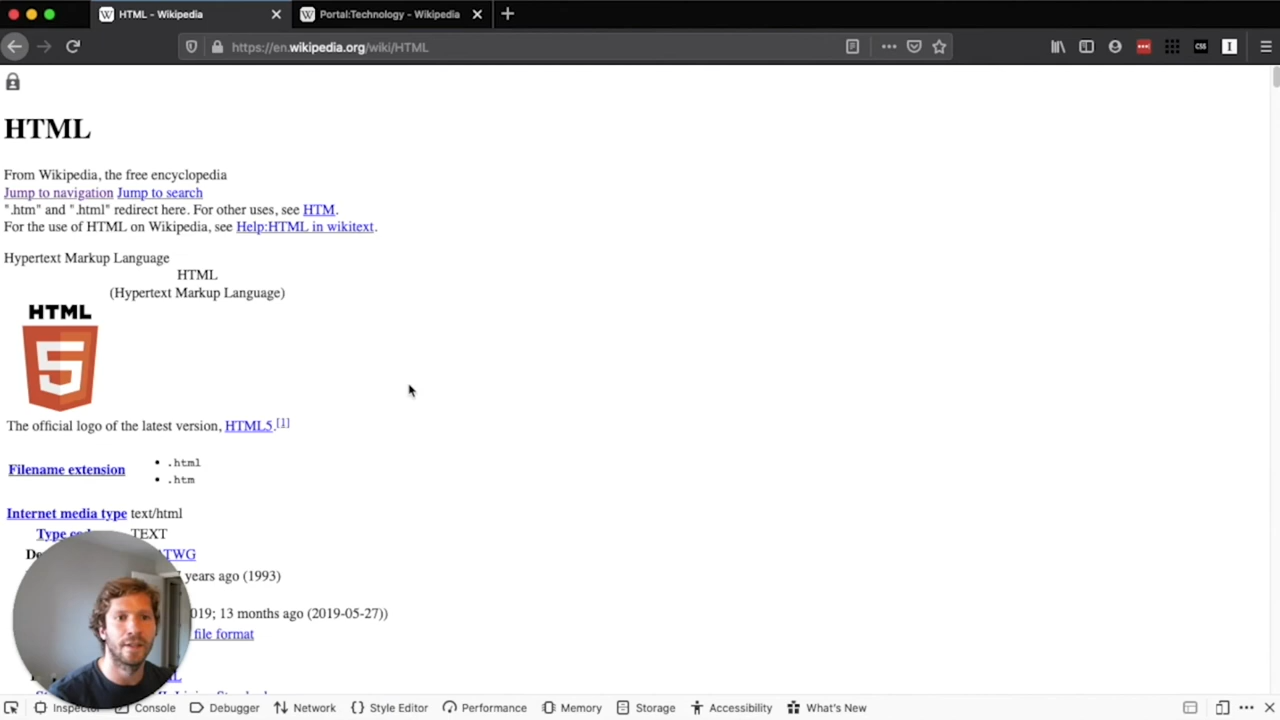 HTML - Wikipedia
Portal:Technology - Wikipedia
https://en.wikipedia.org/wiki/HTML
CSS
HTML
From Wikipedia, the free encyclopedia
Jump to navigation Jump to search
".htm" and ".html" redirect here. For other uses, see HTM.
For the use of HTML on Wikipedia, see Help:HTML in wikitext.
Hypertext Markup Language
HTML
(Hypertext Markup Language)
HTML
5
The official logo of the latest version, HTML5.[1]
Filename extension
• .html
• .htm
Internet media type text/html
Type TEXT
years ago (1993)
13 months ago (2019-05-27))
file format
Inspector Console Debugger Network Style Editor Performance Memory Storage Accessibility What's New